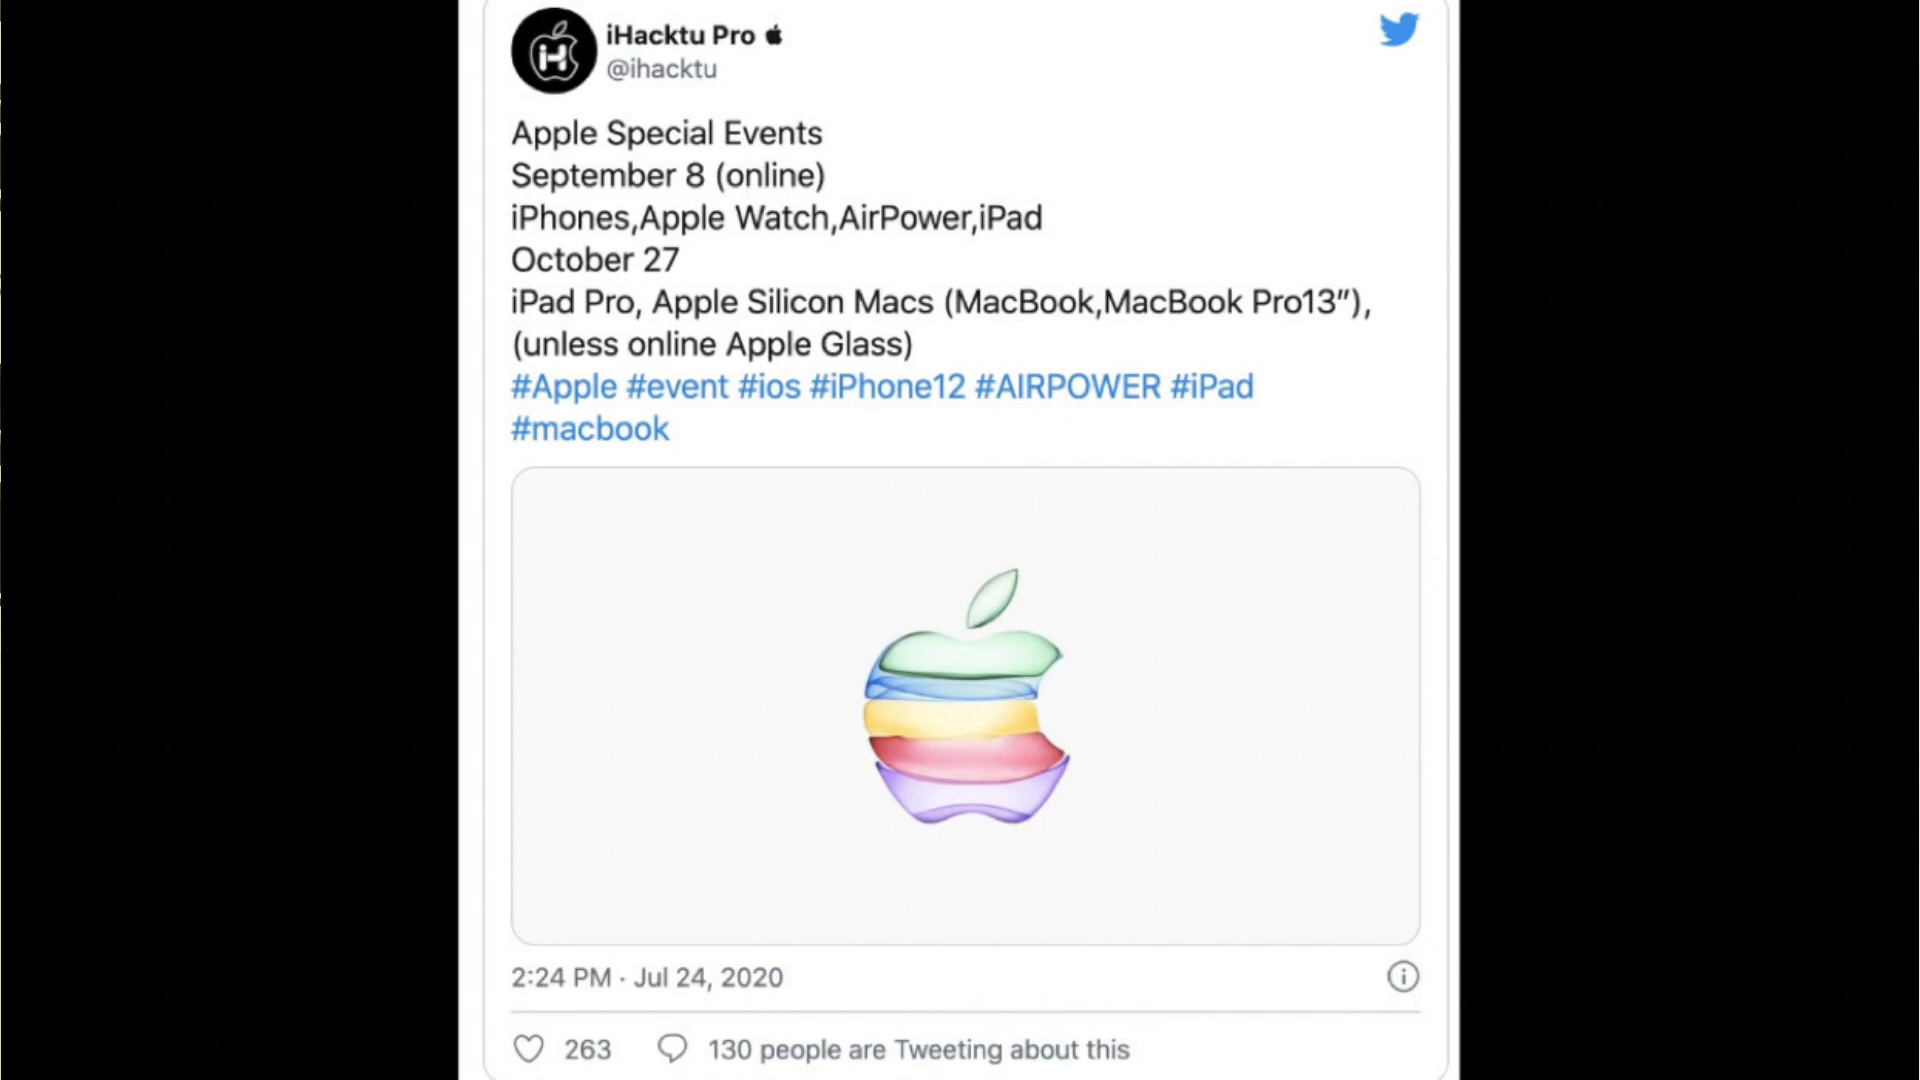 iHacktu Pro 
@ihacktu
Apple Special Events
September 8 (online)
iPhones,Apple Watch,AirPower,iPad
October 27
iPad Pro, Apple Silicon Macs (MacBook,MacBook Pro13″),
(unless online Apple Glass)
#Apple #event #ios #iPhone12 #AIRPOWER #iPad
#macbook
2:24 PM · Jul 24, 2020
263 130 people are Tweeting about this